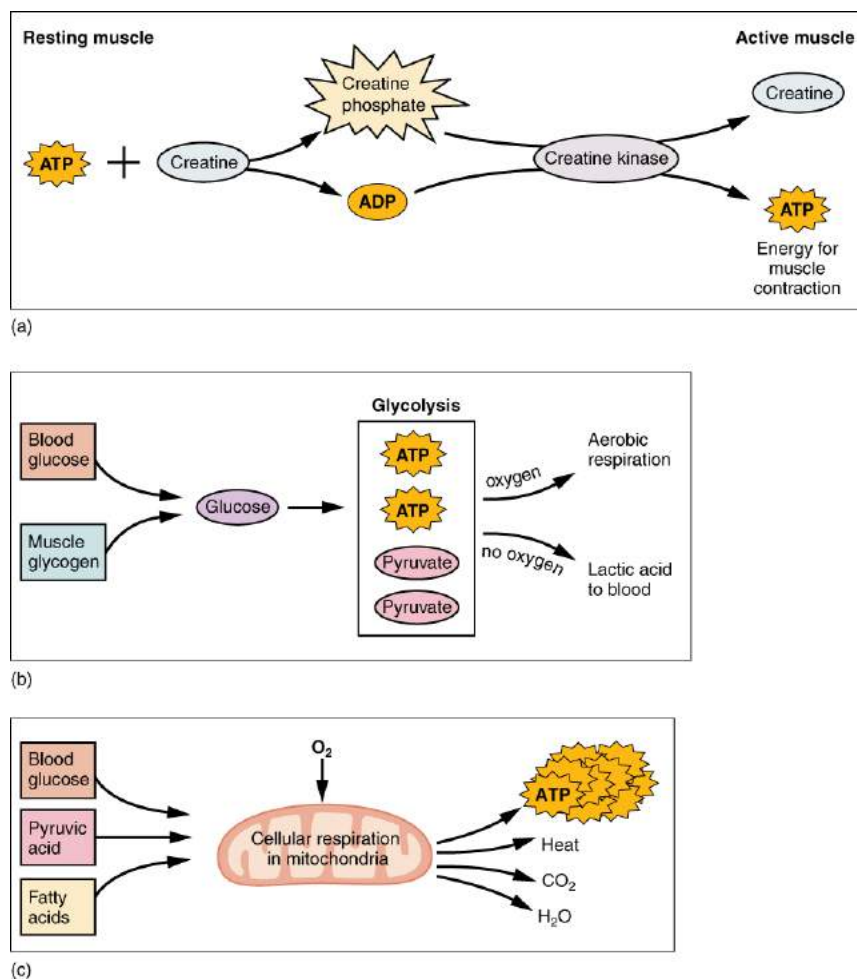 Resting muscle
Active muscle
Creatine
phosphate
Creatine
ATP
+
Creatine
Creatine kinase
ADP
ATP
Energy for
muscle
contraction
(a)
Glycolysis
Blood
glucose
ATP
oxygen
Aerobic
respiration
Glucose
ATP
Muscle
glycogen
Pyruvate
no oxygen
Lactic acid
to blood
Pyruvate
(b)
Blood
glucose
O₂
ATP
Pyruvic
acid
Cellular respiration
in mitochondria
Heat
CO₂
Fatty
acids
H₂O
(c)